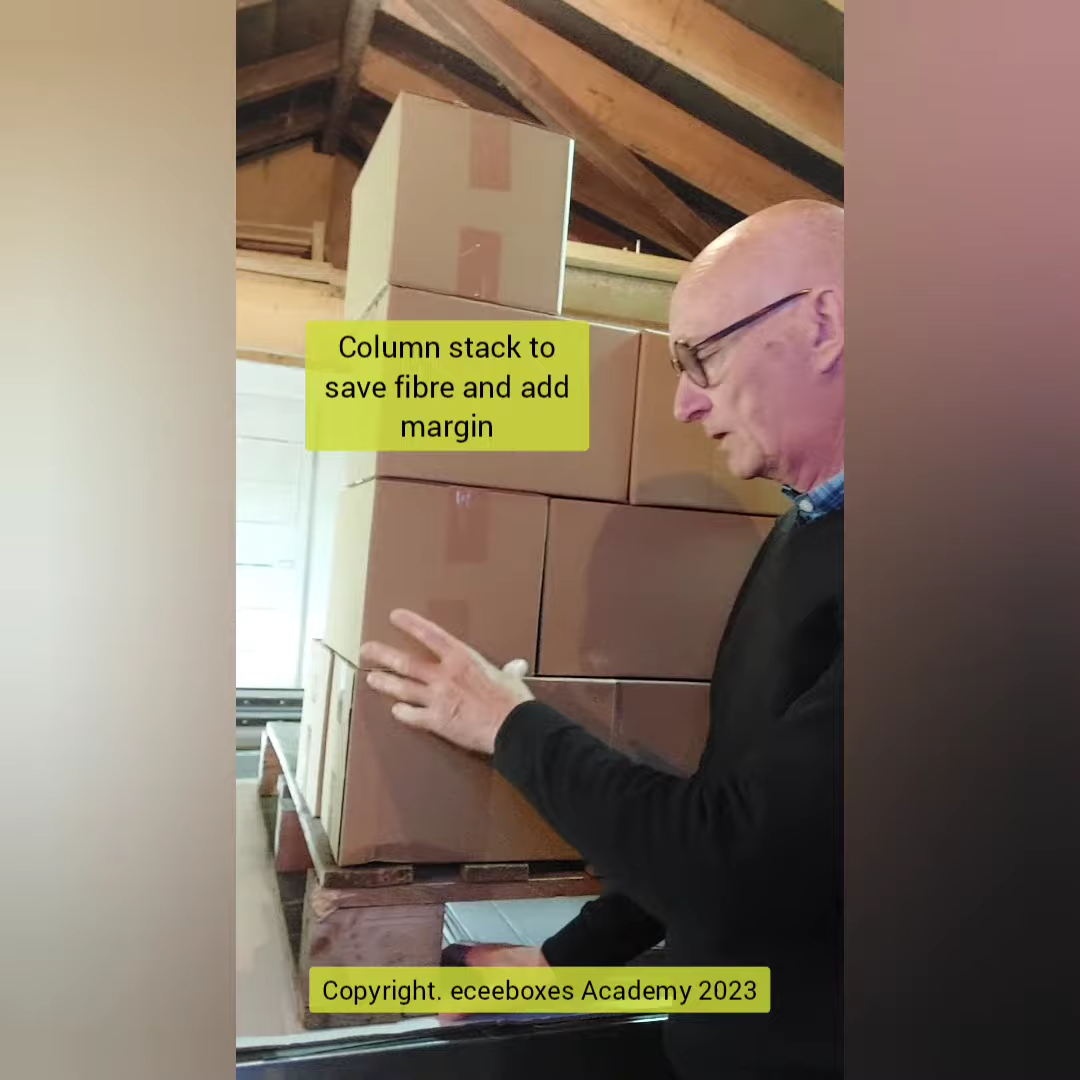 Column stack to
save fibre and add
margin
Copyright. eceeboxes Academy 2023